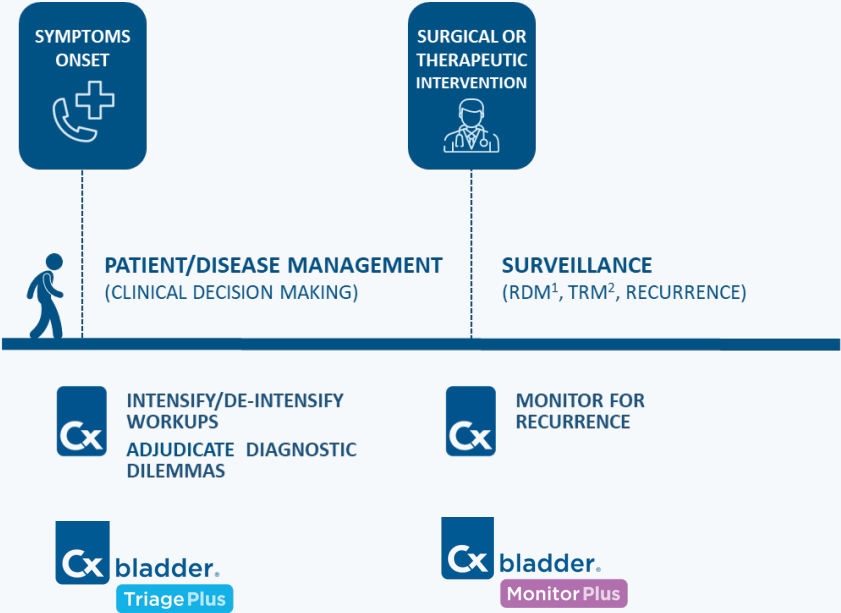 SYMPTOMS
ONSET
SURGICAL OR
THERAPEUTIC
INTERVENTION
PATIENT/DISEASE MANAGEMENT
(CLINICAL DECISION MAKING)
SURVEILLANCE
(RDM¹, TRM², RECURRENCE)
Cx
INTENSIFY/DE-INTENSIFY
WORKUPS
ADJUDICATE DIAGNOSTIC
DILEMMAS
Cx
MONITOR FOR
RECURRENCE
Cx bladder®
Triage Plus
Cx bladder®
Monitor Plus